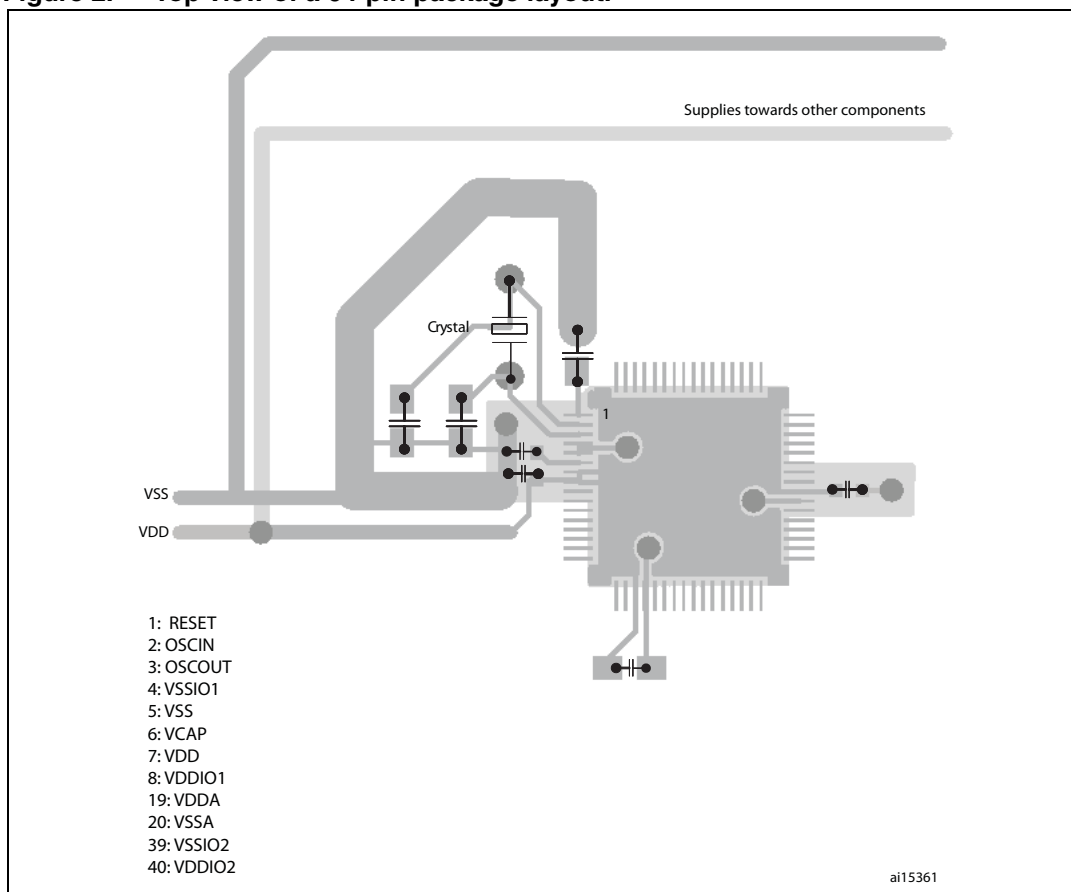 Figure 2. Top view of a 64-pin package layout.
Supplies towards other components
Crystal
1
VSS
VDD
1: RESET
2: OSCIN
3: OSCOUT
4: VSSIO1
5: VSS
6: VCAP
7: VDD
8: VDDIO1
19: VDDA
20: VSSA
39: VSSIO2
40: VDDIO2
ai15361